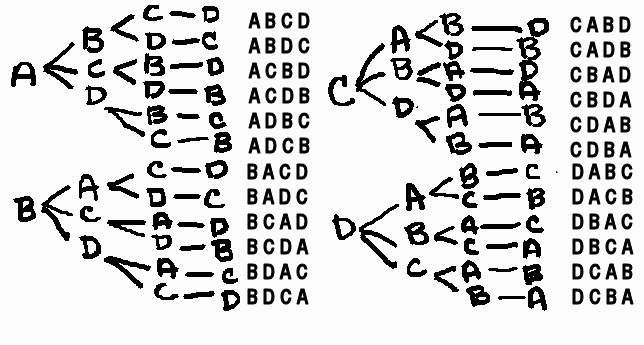 C — D ABCD
B D — C ABDC
A C B — D ACBD
D D — B ACDB
B — C ADBC
C — B ADCB
C — D BACD
A D — C BADC
B C A — D BCAD
D D — B BCDA
A — C BDAC
C — D BDCA
A B — D CABD
D — B CADB
B A — D CBAD
C D — A CBDA
D A — B CDAB
B — A CDBA
B — C DABC
A C — B DACB
D A — C DBAC
B C — A DBCA
C A — B DCAB
B — A DCBA